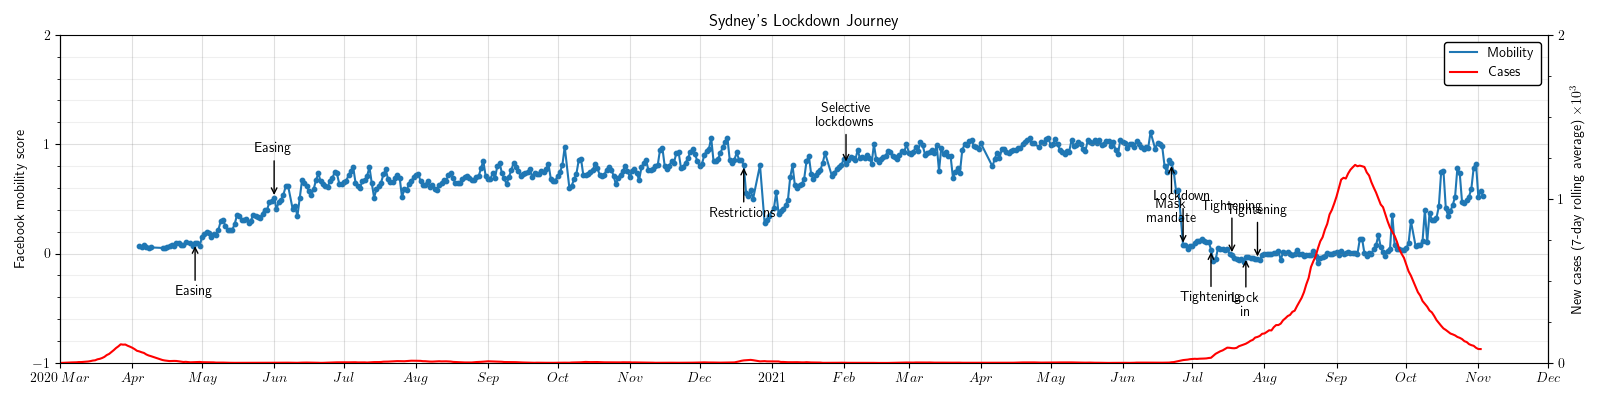 Sydney's Lockdown Journey
2
1
0
−1
Facebook mobility score
2
1
0
New cases (7-day rolling average) ×10³
Mobility
Cases
Selective
lockdowns
Easing
Easing
Restrictions
Lockdown
Mask
mandate
Tightening
Tightening
Tightening
Lock
in
2020 Mar Apr May Jun Jul Aug Sep Oct Nov Dec 2021 Feb Mar Apr May Jun Jul Aug Sep Oct Nov Dec